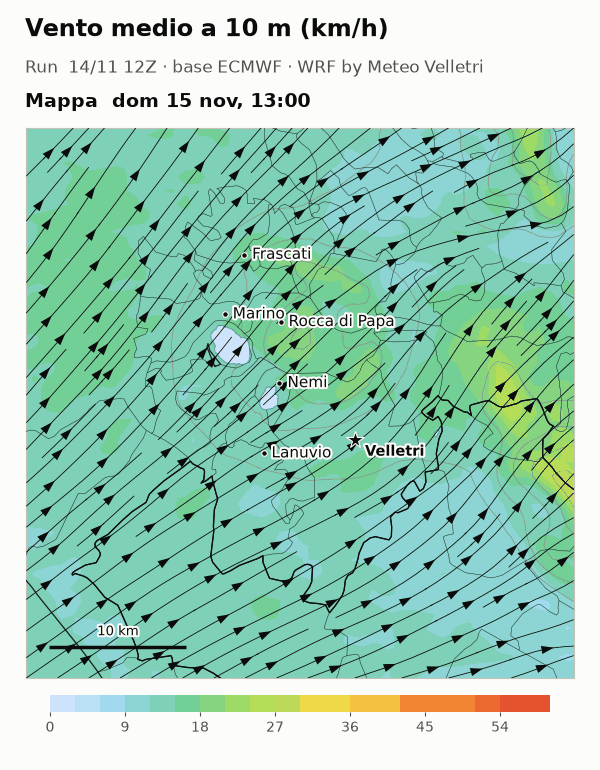 Vento medio a 10 m (km/h)
Run 14/11 12Z · base ECMWF · WRF by Meteo Velletri
Mappa dom 15 nov, 13:00
Frascati
Marino
Rocca di Papa
Nemi
Velletri
Lanuvio
10 km
0 9 18 27 36 45 54